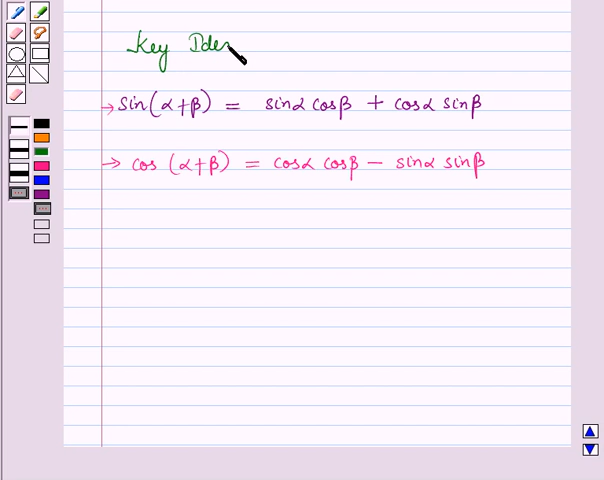 Key Ide
→ sin(α+β) = sinα cosβ + cosα sinβ
→ cos (α+β) = cosα cosβ − sinα sinβ